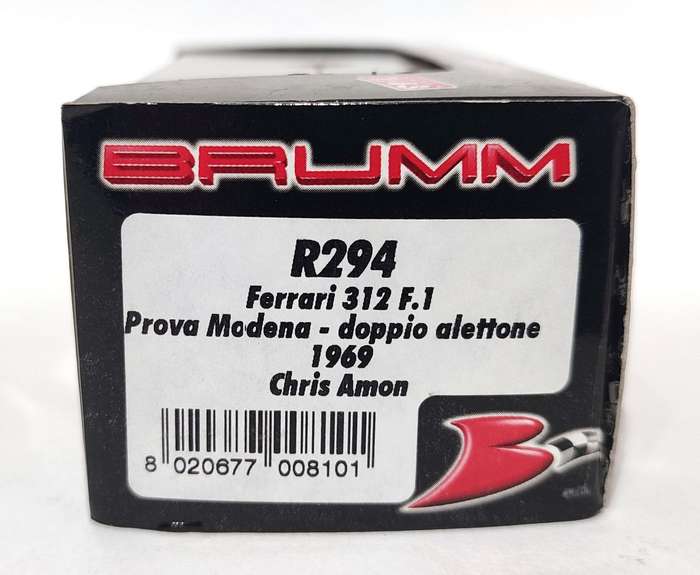 BRUMM
R294
Ferrari 312 F.1
Prova Modena - doppio alettone
1969
Chris Amon
8 020677 008101